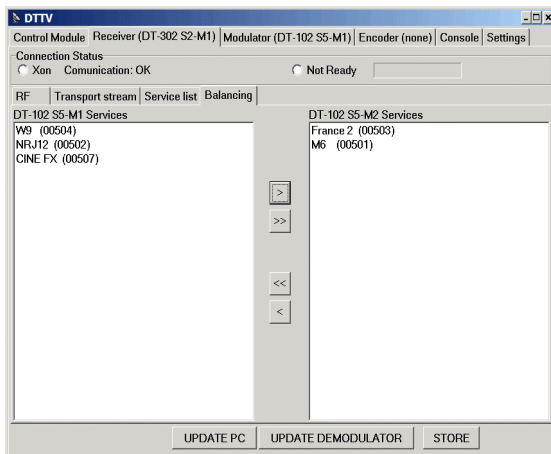 DTTV
Control Module Receiver (DT-302 S2-M1) Modulator (DT-102 S5-M1) Encoder (none) Console Settings
Connection Status
Xon Comunication: OK Not Ready
RF Transport stream Service list Balancing
DT-102 S5-M1 Services DT-102 S5-M2 Services
W9 (00504) France 2 (00503)
NRJ12 (00502) M6 (00501)
CINE FX (00507)
>
>>
<<
<
UPDATE PC UPDATE DEMODULATOR STORE